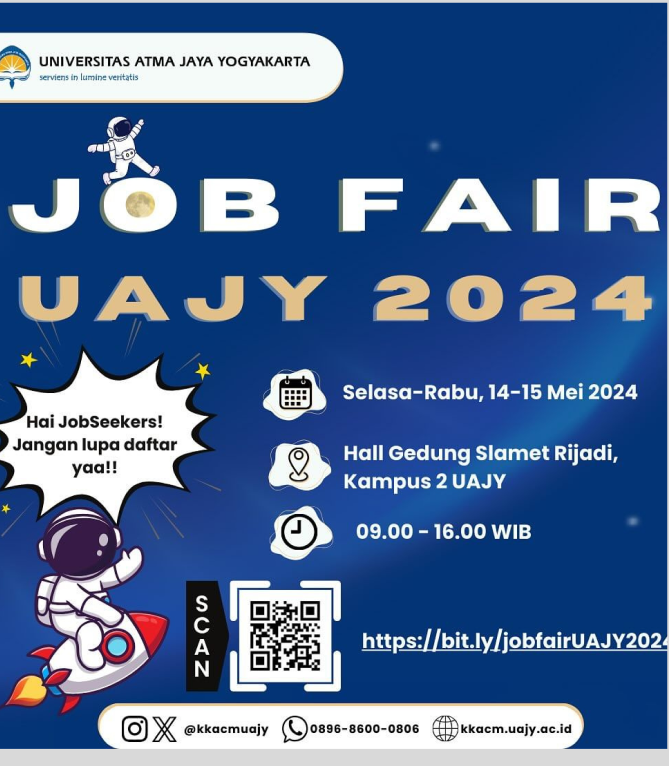 UNIVERSITAS ATMA JAYA YOGYAKARTA
serviens in lumine veritatis
JOB FAIR
UAJY 2024
Hai JobSeekers!
Jangan lupa daftar
yaa!!
Selasa-Rabu, 14-15 Mei 2024
Hall Gedung Slamet Rijadi,
Kampus 2 UAJY
09.00 - 16.00 WIB
SCAN
https://bit.ly/jobfairUAJY2024
@kkacmuajy 0896-8600-0806 kkacm.uajy.ac.id